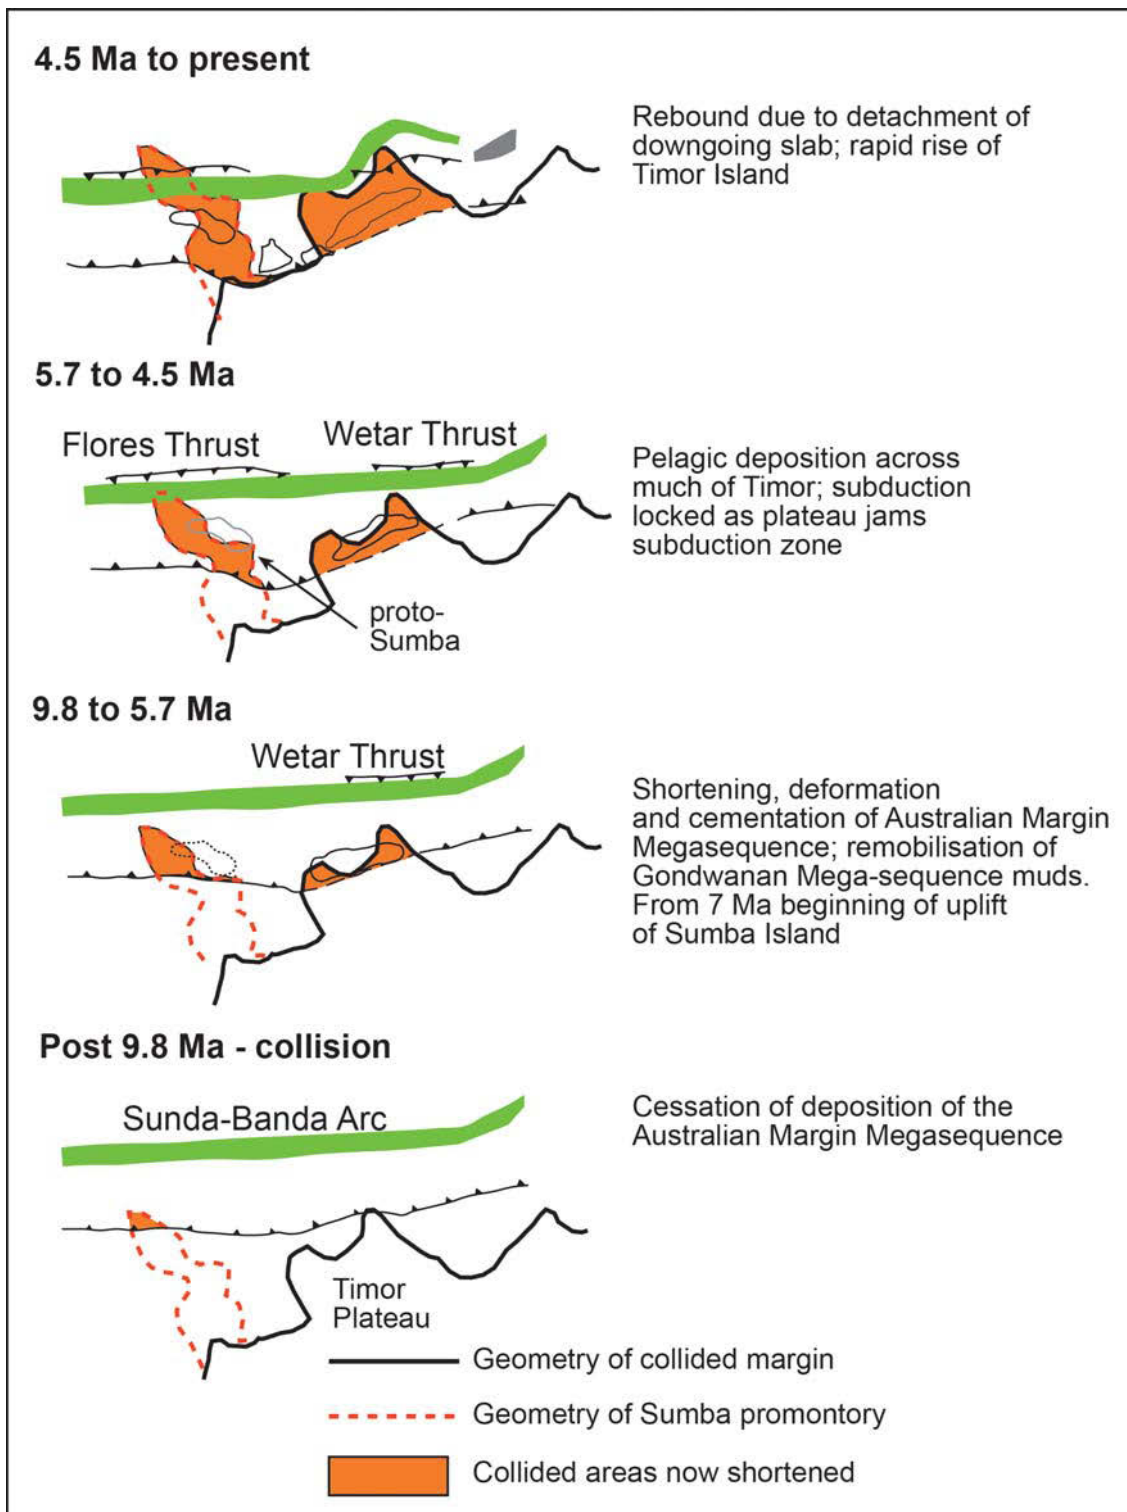 4.5 Ma to present
Rebound due to detachment of
downgoing slab; rapid rise of
Timor Island
5.7 to 4.5 Ma
Flores Thrust
Wetar Thrust
Pelagic deposition across
much of Timor; subduction
locked as plateau jams
subduction zone
proto-
Sumba
9.8 to 5.7 Ma
Wetar Thrust
Shortening, deformation
and cementation of Australian Margin
Megasequence; remobilisation of
Gondwanan Mega-sequence muds.
From 7 Ma beginning of uplift
of Sumba Island
Post 9.8 Ma - collision
Sunda-Banda Arc
Cessation of deposition of the
Australian Margin Megasequence
Timor
Plateau
Geometry of collided margin
Geometry of Sumba promontory
Collided areas now shortened